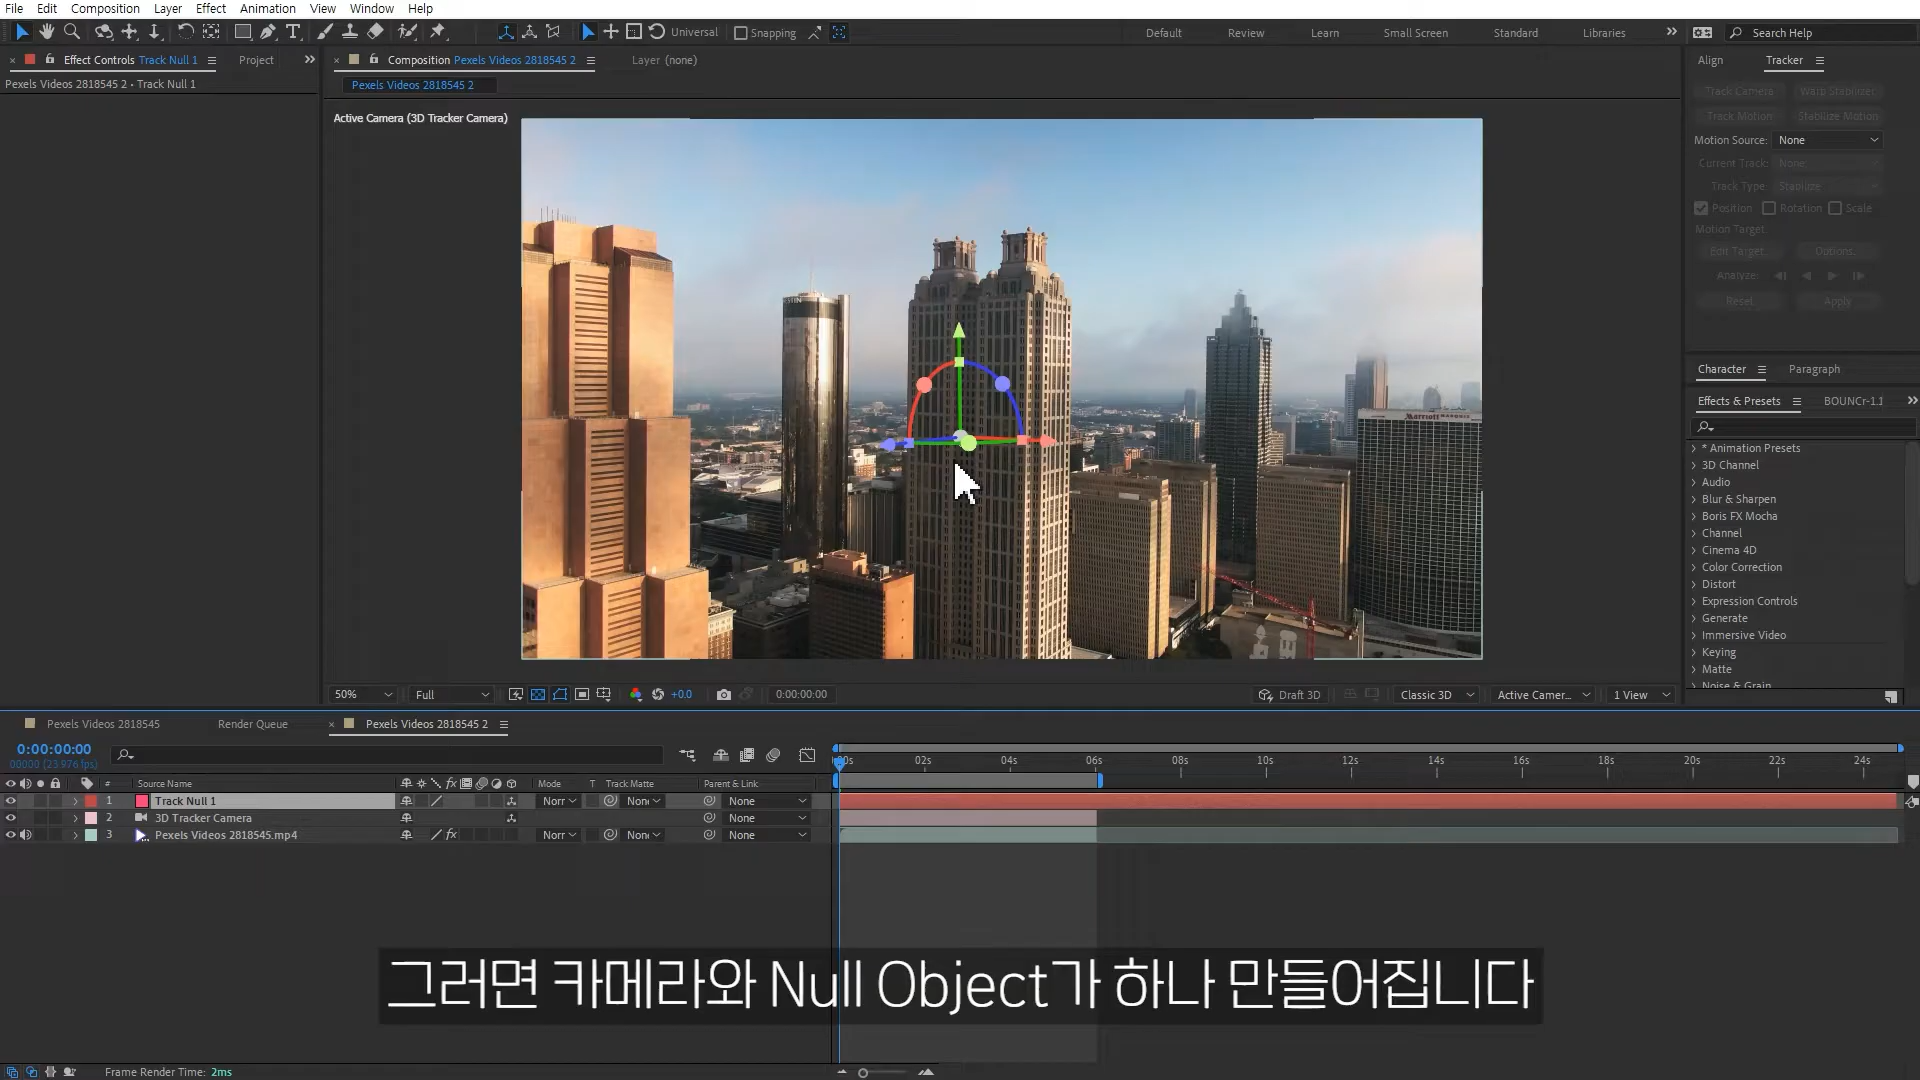 File Edit Composition Layer Effect Animation View Window Help
Universal Snapping Default Review Learn Small Screen Standard Libraries Search Help
Effect Controls Track Null 1 Project
Pexels Videos 2818545 2 • Track Null 1
Composition Pexels Videos 2818545 2 Layer (none)
Pexels Videos 2818545 2
Active Camera (3D Tracker Camera)
Marriott MARQUIS
Align Tracker
Track Camera Warp Stabilizer
Track Motion Stabilize Motion
Motion Source: None
Current Track: None
Track Type: Stabilize
Position Rotation Scale
Motion Target:
Edit Target... Options...
Analyze:
Reset Apply
Character Paragraph
Effects & Presets BOUNCr-1.1
* Animation Presets
3D Channel
Audio
Blur & Sharpen
Boris FX Mocha
Channel
Cinema 4D
Color Correction
Distort
Expression Controls
Generate
Immersive Video
Keying
Matte
Noise & Grain
50% Full +0.0 0:00:00:00 Draft 3D Classic 3D Active Camer... 1 View
Pexels Videos 2818545 Render Queue Pexels Videos 2818545 2
0:00:00:00
00000 (23.976 fps)
02s 04s 06s 08s 10s 12s 14s 16s 18s 20s 22s 24s
# Source Name fx Mode T Track Matte Parent & Link
1 Track Null 1 Norr None None
2 3D Tracker Camera None
3 Pexels Videos 2818545.mp4 fx Norr None None
그러면 카메라와 Null Object가 하나 만들어집니다
Frame Render Time: 2ms